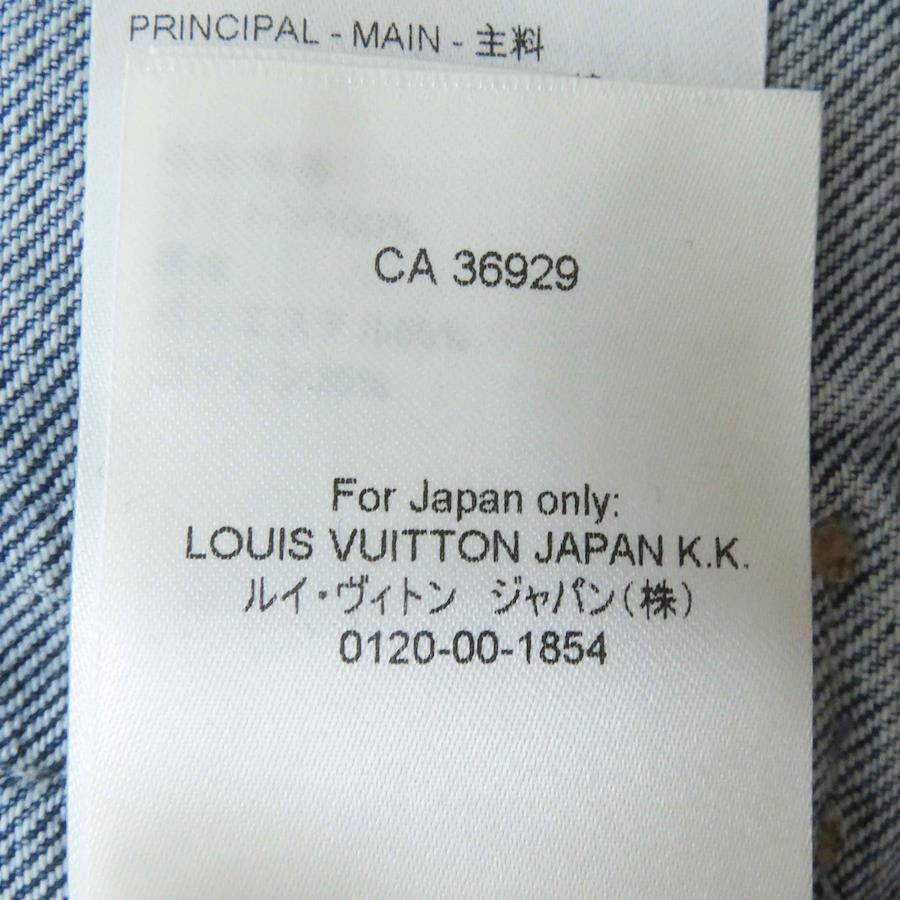 PRINCIPAL - MAIN - 主料
CA 36929
For Japan only:
LOUIS VUITTON JAPAN K.K.
ルイ・ヴィトン ジャパン(株)
0120-00-1854